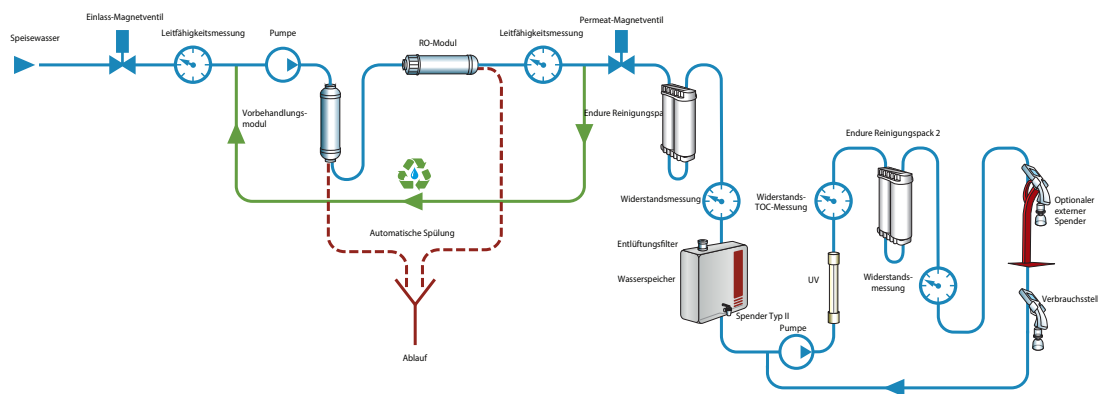 Einlass-Magnetventil
Speisewasser
Leitfähigkeitsmessung
Pumpe
RO-Modul
Leitfähigkeitsmessung
Permeat-Magnetventil
Vorbehandlungs-
modul
Endure Reinigungspa
Automatische Spülung
Ablauf
Widerstandsmessung
Entlüftungsfilter
Wasserspeicher
Spender Typ II
Pumpe
UV
Widerstands-
TOC-Messung
Endure Reinigungspack 2
Widerstands-
messung
Optionaler
externer
Spender
Verbrauchsstell